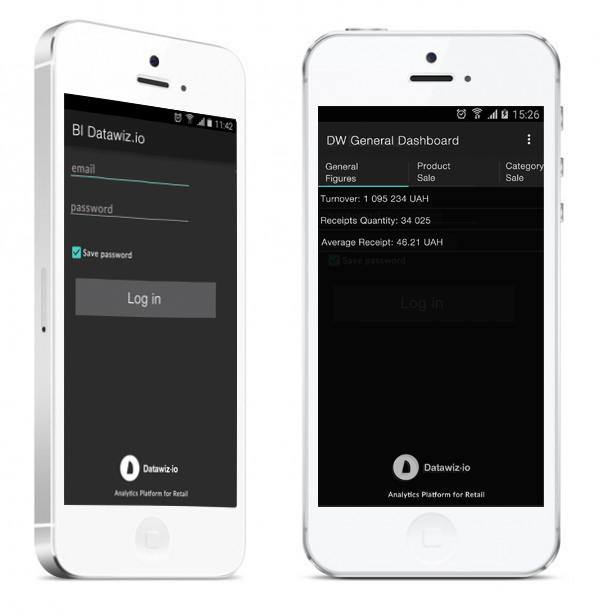 11:42
BI Datawiz.io
email
password
Save password
Log in
Datawiz·io
Analytics Platform for Retail
15:26
DW General Dashboard
General
Figures
Product
Sale
Category
Sale
Turnover: 1 095 234 UAH
Receipts Quantity: 34 025
Average Receipt: 46.21 UAH
Save password
Log in
Datawiz·io
Analytics Platform for Retail